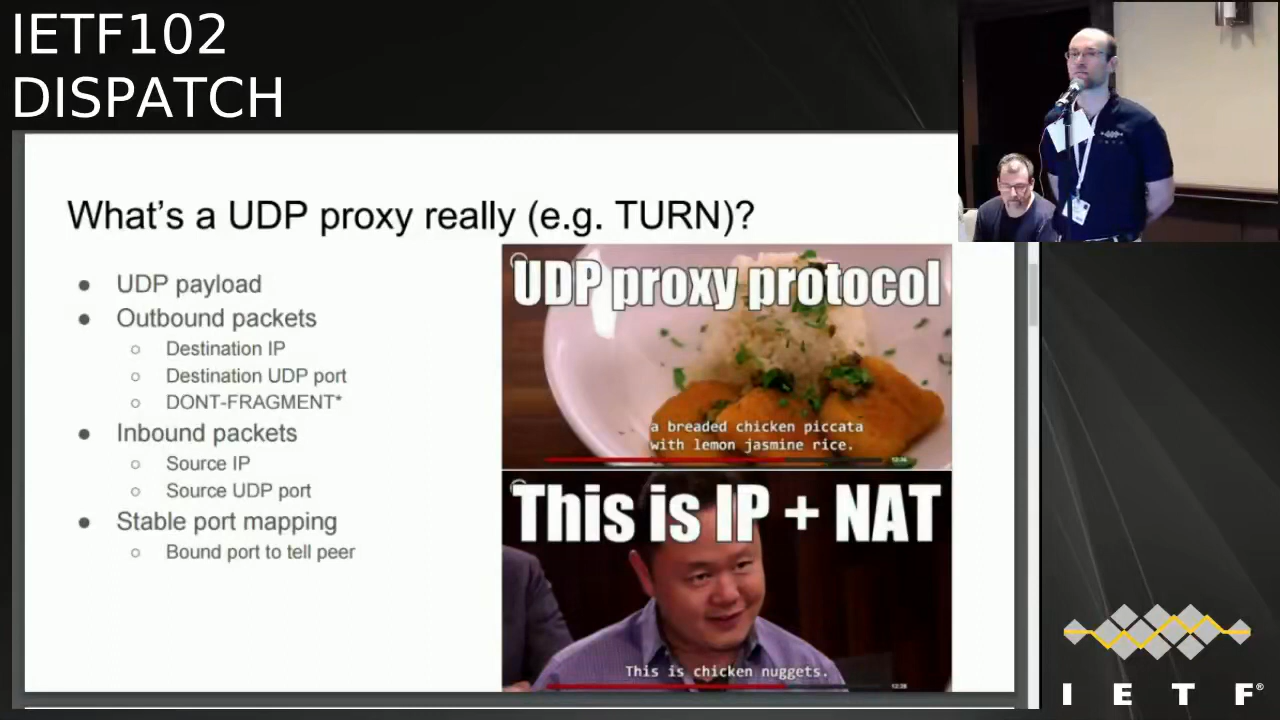 IETF102
DISPATCH
What's a UDP proxy really (e.g. TURN)?
● UDP payload
● Outbound packets
○ Destination IP
○ Destination UDP port
○ DONT-FRAGMENT*
● Inbound packets
○ Source IP
○ Source UDP port
● Stable port mapping
○ Bound port to tell peer
UDP proxy protocol
a breaded chicken piccata
with lemon jasmine rice.
This is IP + NAT
This is chicken nuggets.
I E T F®